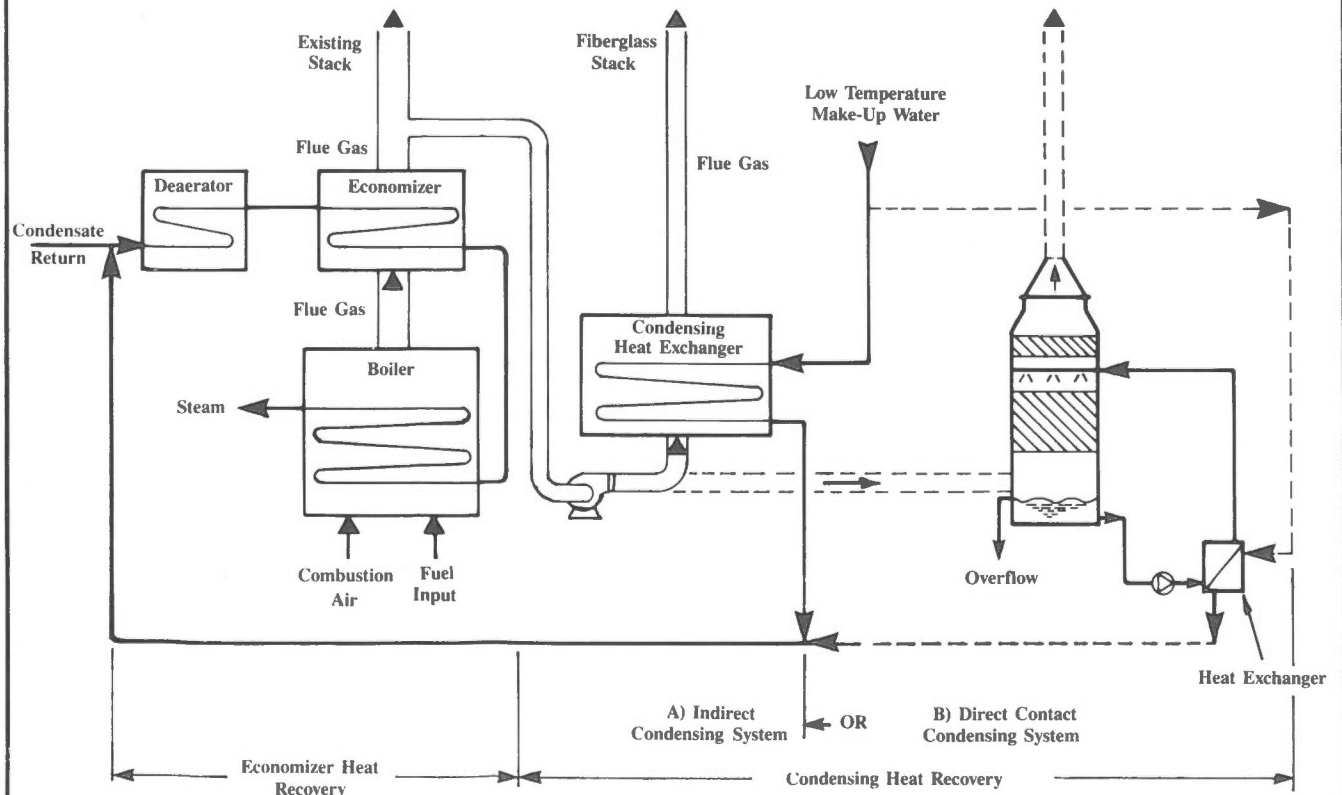 Existing
Stack
Fiberglass
Stack
Low Temperature
Make-Up Water
Flue Gas
Flue Gas
Deaerator
Economizer
Condensate
Return
Flue Gas
Condensing
Heat Exchanger
Boiler
Steam
Combustion
Air
Fuel
Input
Overflow
Heat Exchanger
A) Indirect
Condensing System
OR
B) Direct Contact
Condensing System
Economizer Heat
Recovery
Condensing Heat Recovery